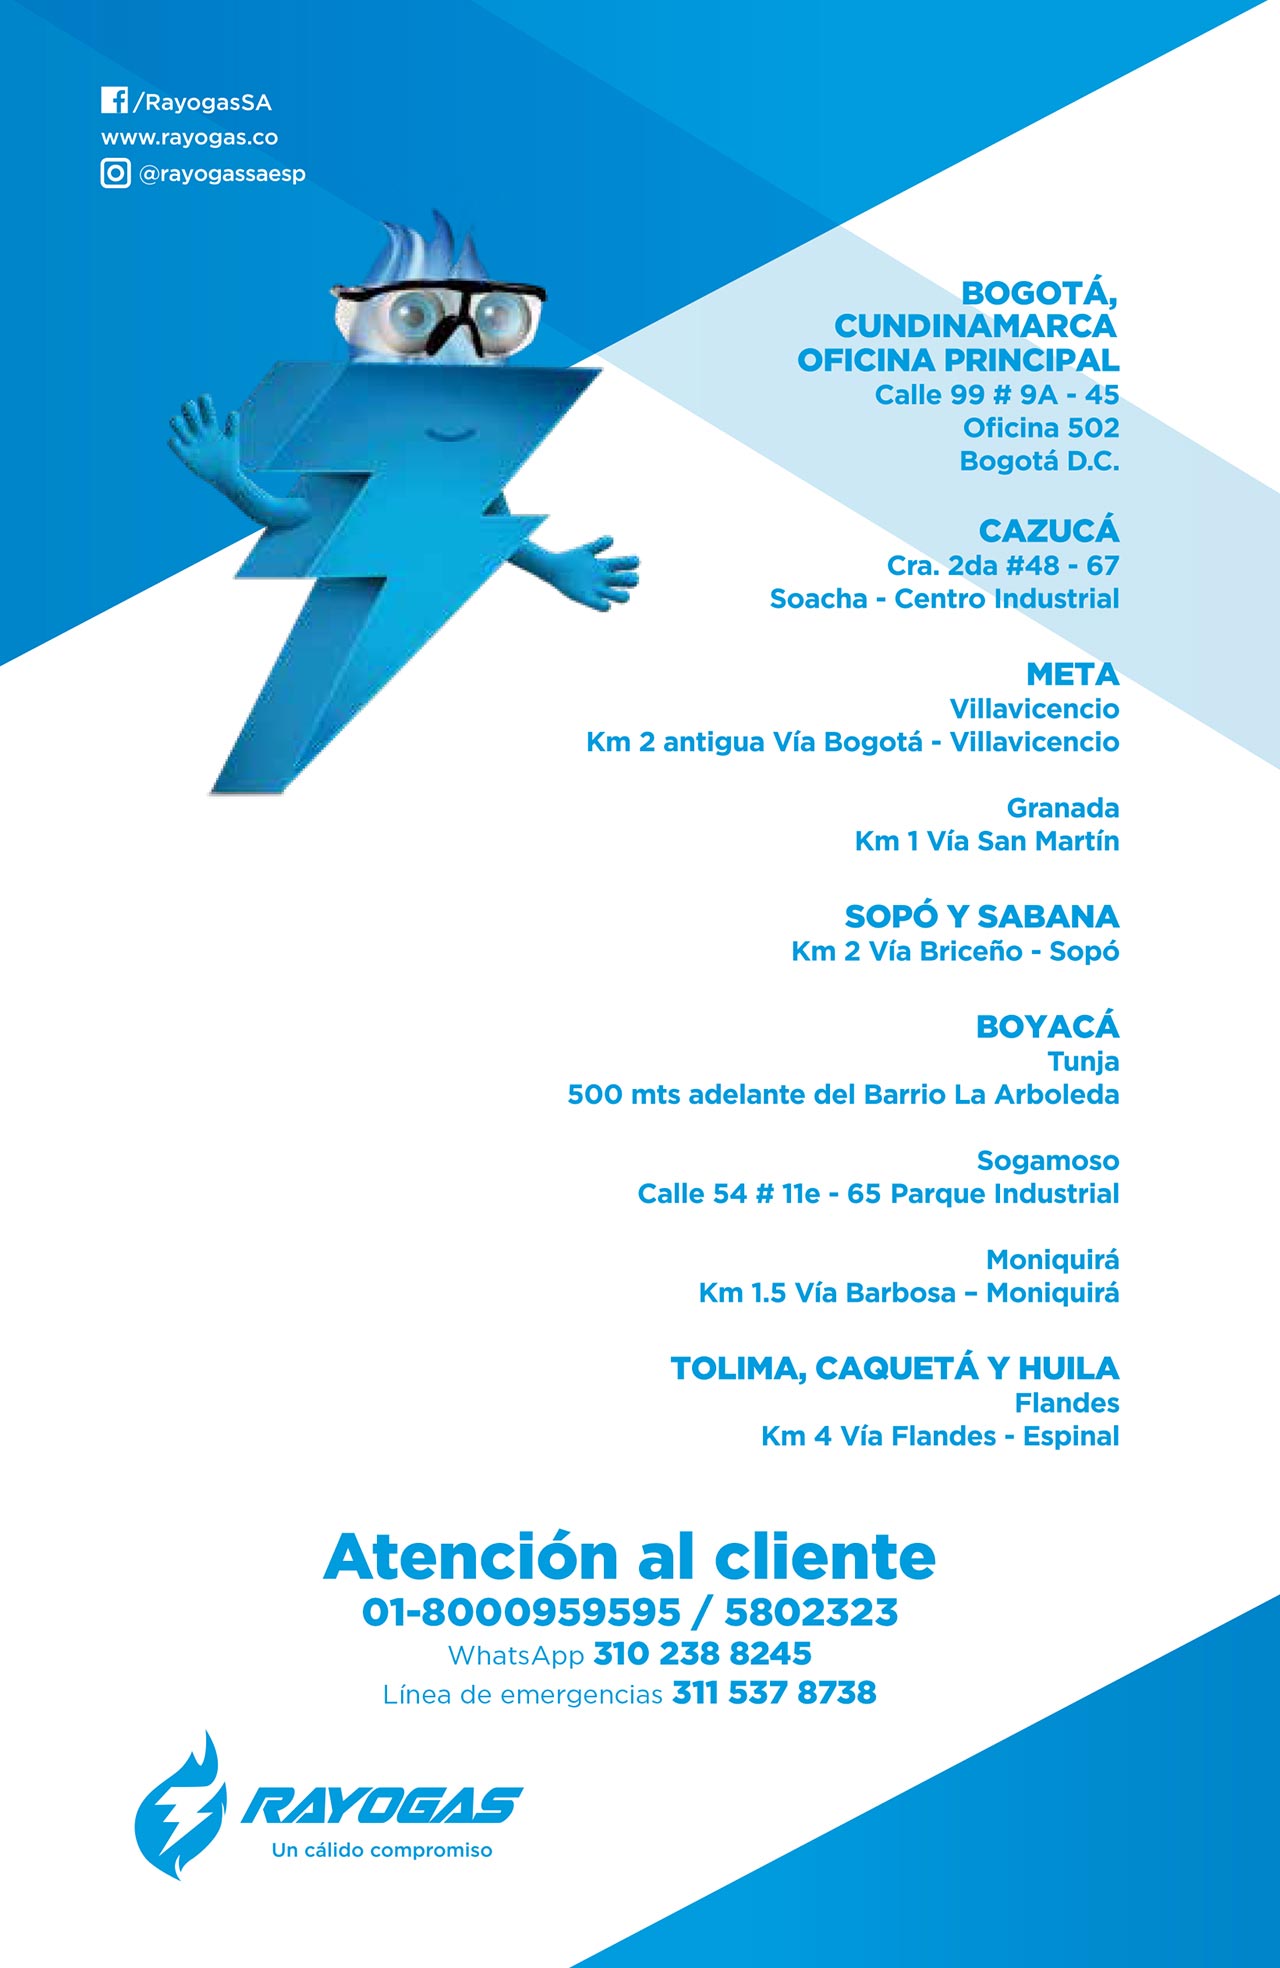 /RayogasSA
www.rayogas.co
@rayogassaesp
BOGOTÁ,
CUNDINAMARCA
OFICINA PRINCIPAL
Calle 99 # 9A - 45
Oficina 502
Bogotá D.C.
CAZUCÁ
Cra. 2da #48 - 67
Soacha - Centro Industrial
META
Villavicencio
Km 2 antigua Vía Bogotá - Villavicencio
Granada
Km 1 Vía San Martín
SOPÓ Y SABANA
Km 2 Vía Briceño - Sopó
BOYACÁ
Tunja
500 mts adelante del Barrio La Arboleda
Sogamoso
Calle 54 # 11e - 65 Parque Industrial
Moniquirá
Km 1.5 Vía Barbosa – Moniquirá
TOLIMA, CAQUETÁ Y HUILA
Flandes
Km 4 Vía Flandes - Espinal
Atención al cliente
01-8000959595 / 5802323
WhatsApp 310 238 8245
Línea de emergencias 311 537 8738
RAYOGAS
Un cálido compromiso